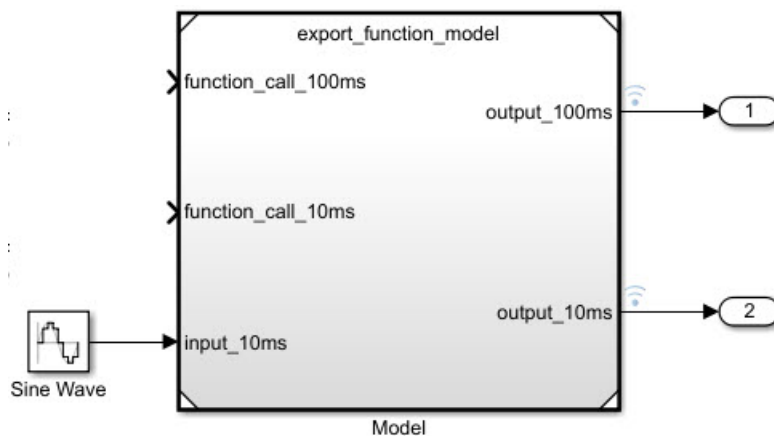 export_function_model
function_call_100ms
output_100ms
1
function_call_10ms
output_10ms
2
input_10ms
Sine Wave
Model